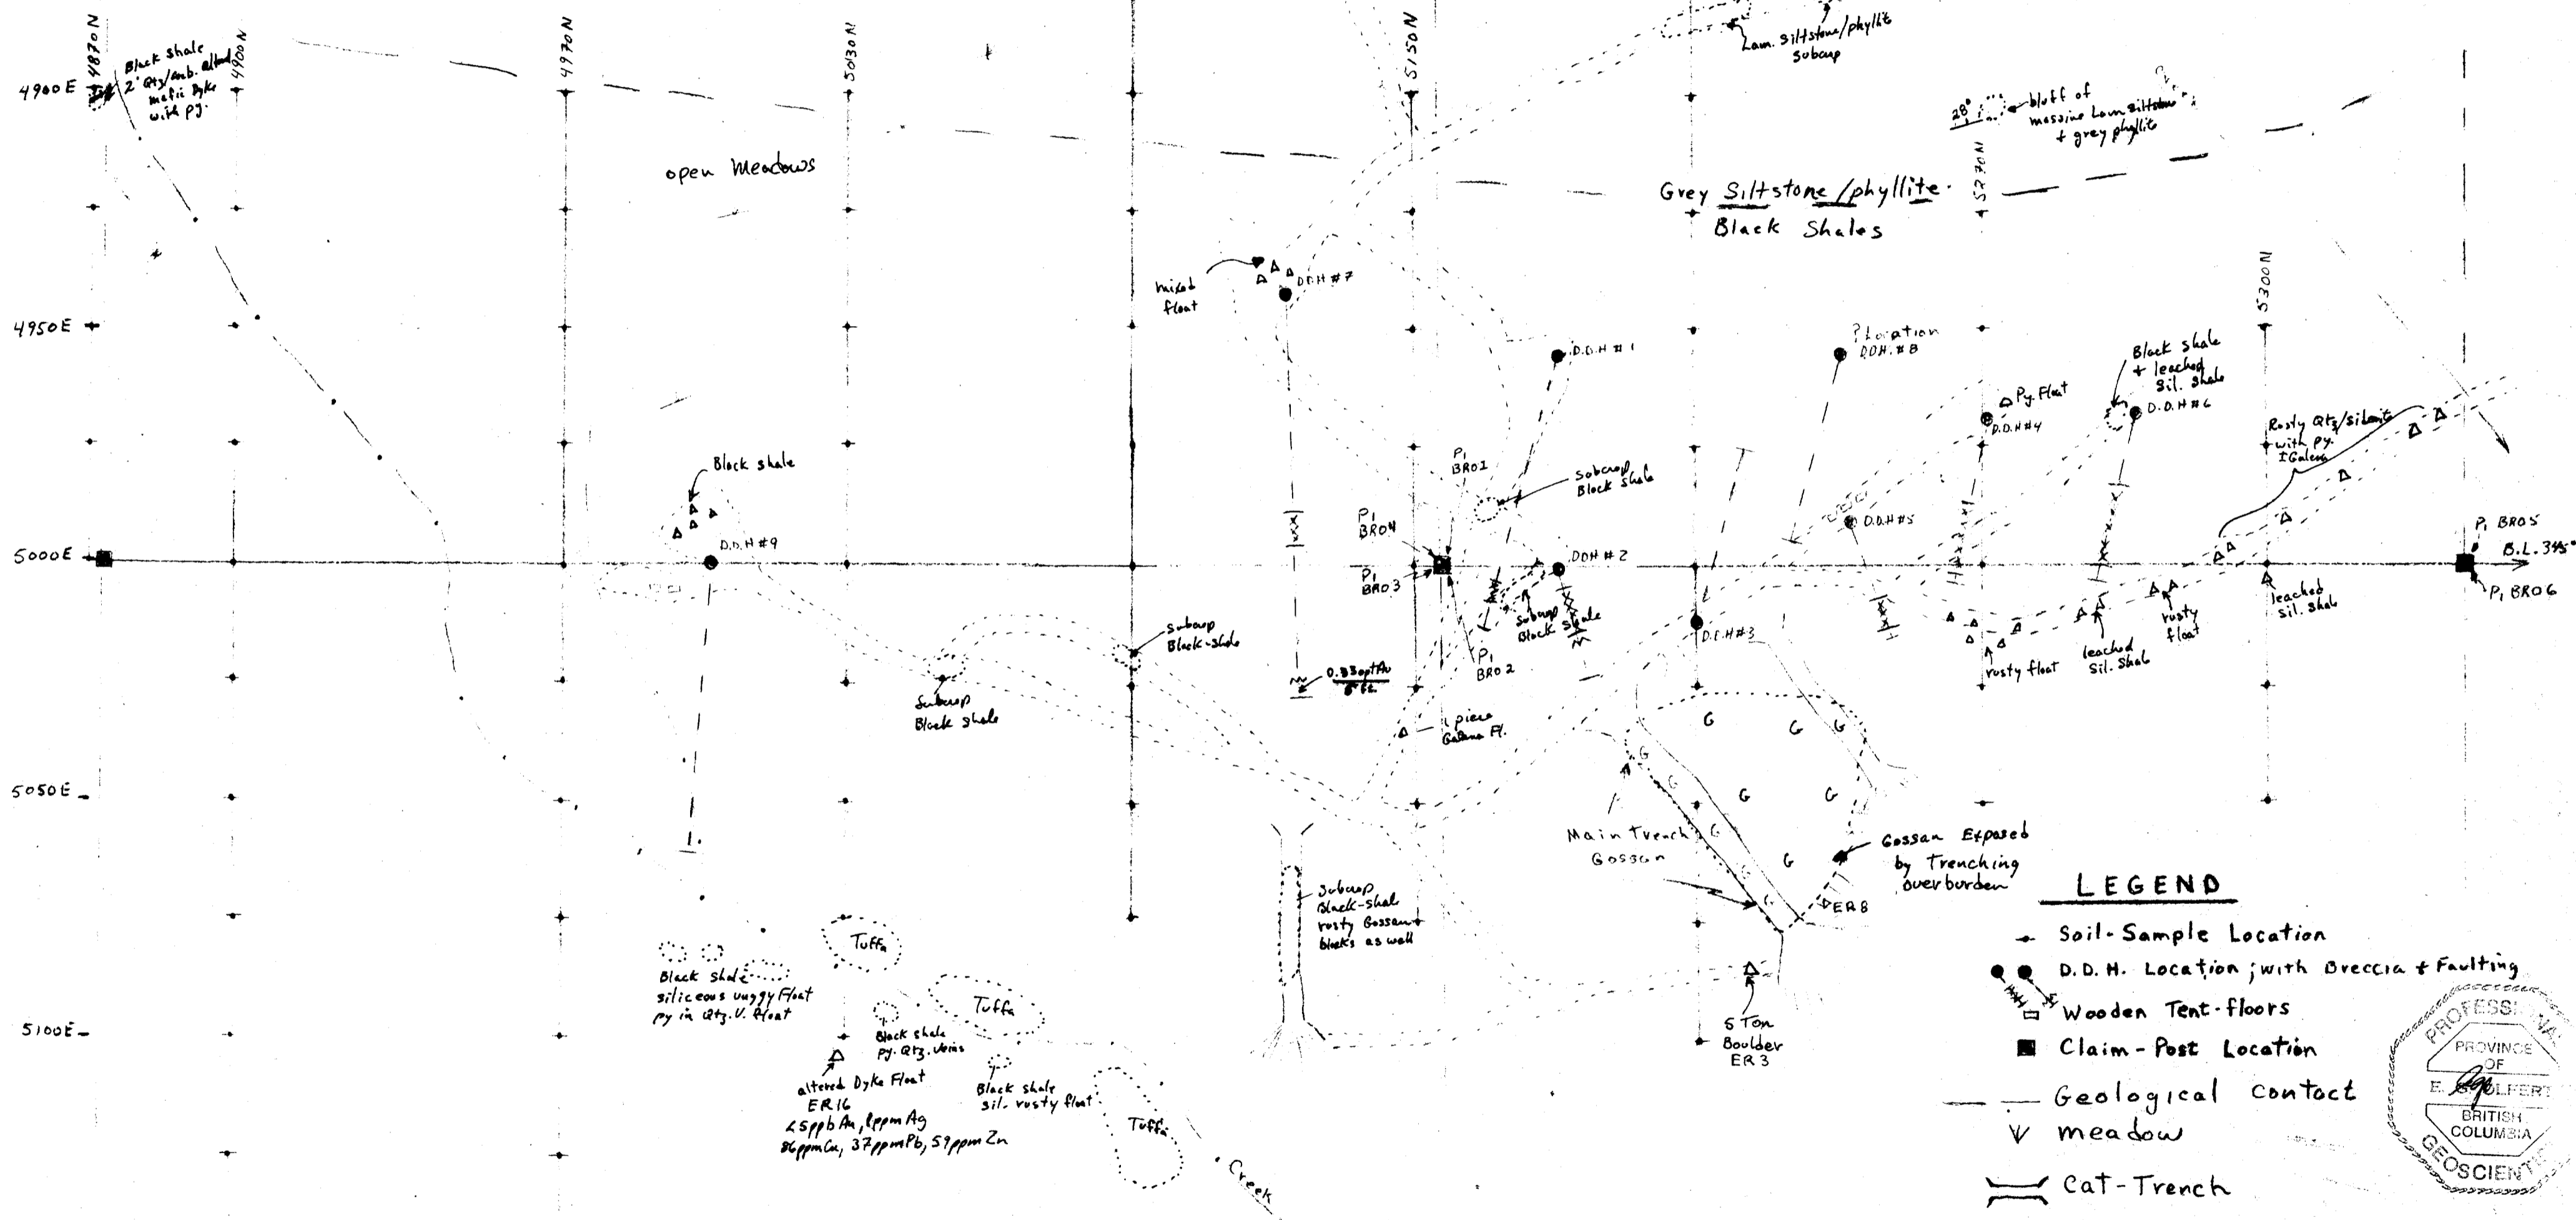 4870N
4900N
4970N
5030N
5150N
5270N
5300N
4900E
4950E
5000E
5050E
5100E
Black Shale
2' Qtz/Carb. altered
mafic Dyke
with py.
open Meadows
Lam. Siltstone/phyllite
Subcrop
28°
bluff of
massive Lam Siltstone
+ grey phyllite
Grey Siltstone/phyllite
Black Shales
mixed
float
D.D.H #7
D.D.H # 1
? Location
D.D.H. #8
Py Float
D.D.H #4
Black shale
+ leached
Sil. Shale
D.D.H #6
Rusty Qtz/Siderite
with py.
± Galena
Black shale
D.D.H #9
P1
BRO1
Subcrop
Black Shale
P1
BRO4
P1
BRO3
DDH # 2
D.D.H #5
P1 BRO5
B.L. 345°
P1 BRO6
Subcrop
Black Shale
P1
BRO2
D.D.H #3
leached
Sil. Shale
rusty
float
leached
Sil. Shale
rusty float
Subcrop
Black-shale
Subcrop
Black shale
0.33optAu
1 piece
Galena Fl.
G
G
G
G
G
G
G
G
G
G
G
Main Trench
Gossan
Gossan Exposed
by Trenching
overburden
ER8
Subcrop
Black-shale
rusty Gossan
blocks as well
5 Ton
Boulder
ER3
Tuffa
Tuffa
Tuffa
Black shale
siliceous vuggy Float
py in Qtz. V. float
Black shale
py. Qtz. veins
altered Dyke Float
ER16
<5ppb Au, 1ppm Ag
86ppm Cu, 37ppm Pb, 59ppm Zn
Black shale
sil. rusty float
Creek
LEGEND
Soil-Sample Location
D.D.H. Location; with Breccia + Faulting
Wooden Tent-floors
Claim-Post Location
Geological contact
meadow
Cat-Trench
PROVINCE
OF
BRITISH
COLUMBIA